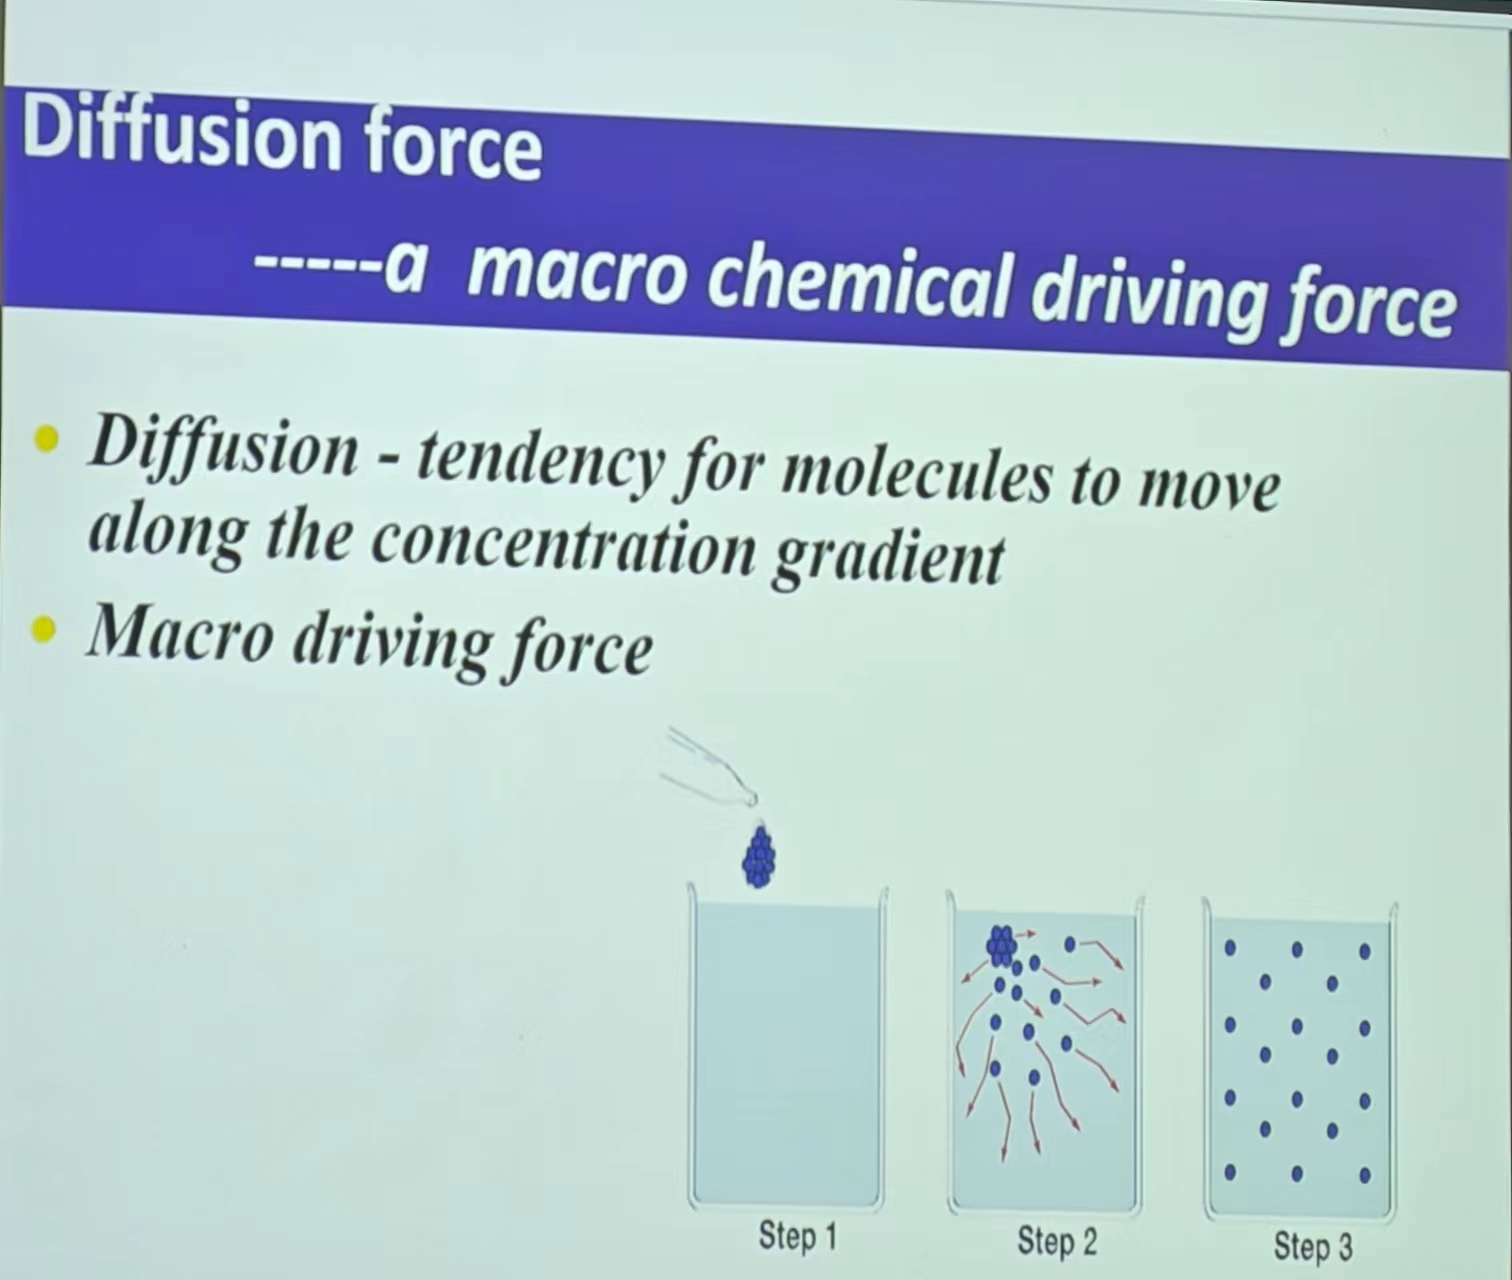 Diffusion force
-----a macro chemical driving force
• Diffusion - tendency for molecules to move
along the concentration gradient
• Macro driving force
Step 1
Step 2
Step 3